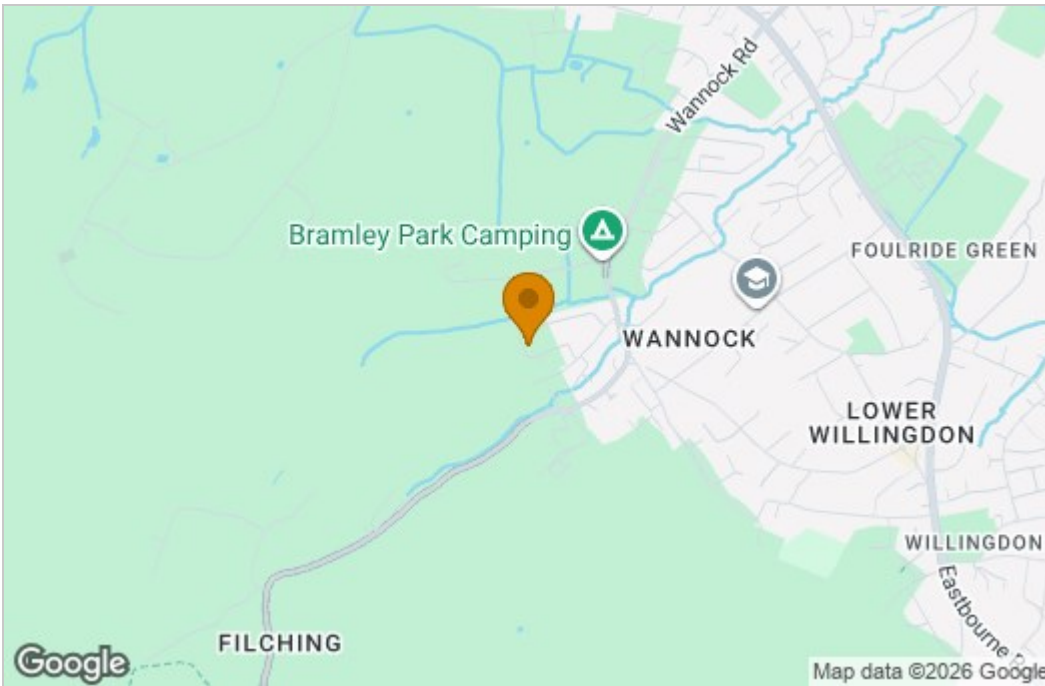 Wannock Rd
Bramley Park Camping
FOULRIDE GREEN
WANNOCK
LOWER
WILLINGDON
WILLINGDON
Eastbourne R
FILCHING
Google
Map data ©2026 Google